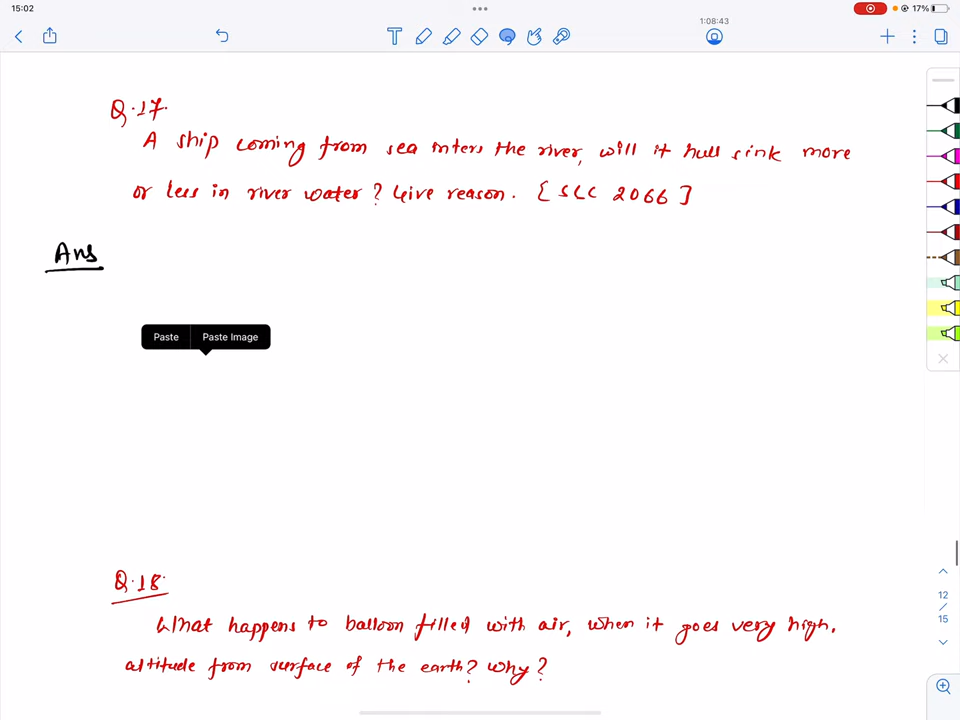 15:02
17%
1:08:43
T
Q.17.
A ship coming from sea inters the river, will it hull sink more
or less in river water? Give reason. [SLC 2066]
Ans
Paste Paste Image
Q.18.
What happens to balloon filled with air, when it goes very high.
altitude from surface of the earth? why?
12
/
15